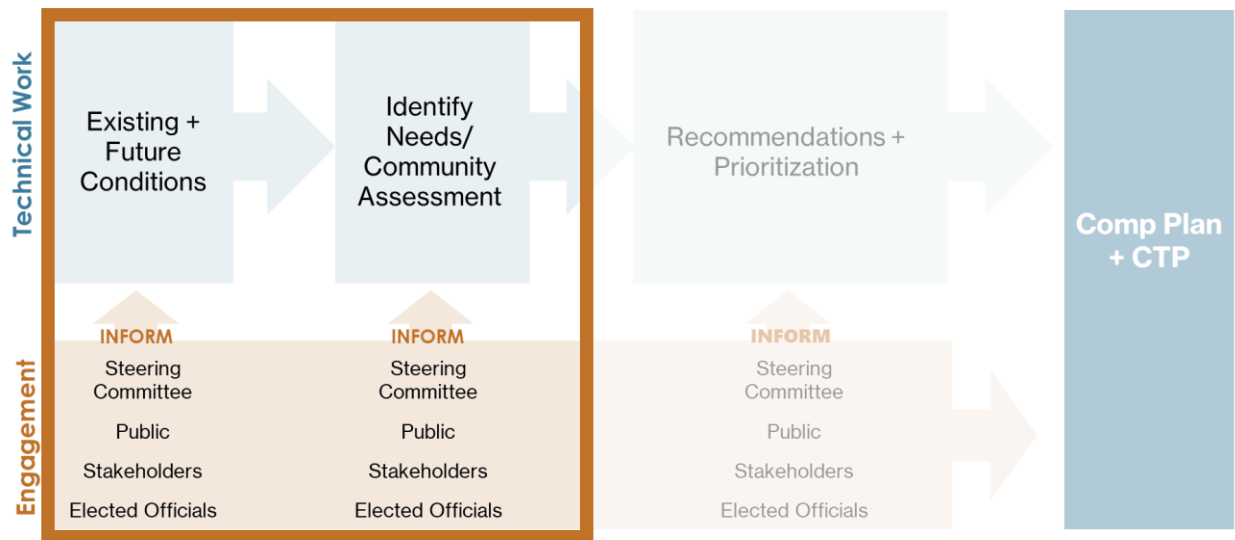 Technical Work
Existing +
Future
Conditions
Identify
Needs/
Community
Assessment
Recommendations +
Prioritization
Comp Plan
+ CTP
Engagement
INFORM
Steering
Committee
Public
Stakeholders
Elected Officials
INFORM
Steering
Committee
Public
Stakeholders
Elected Officials
INFORM
Steering
Committee
Public
Stakeholders
Elected Officials